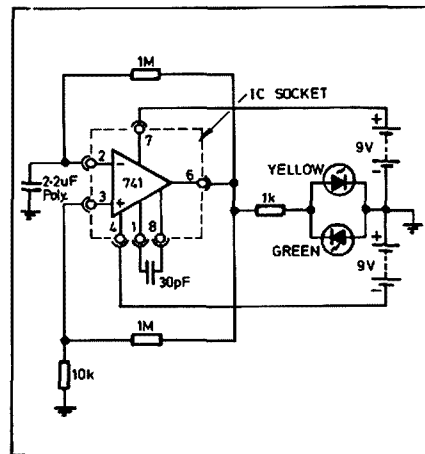 1M
IC SOCKET
7
+
9V
2
−
YELLOW
2·2uF
Poly.
741
6
3
+
1k
−
4
1
8
GREEN
+
9V
30pF
−
1M
10k